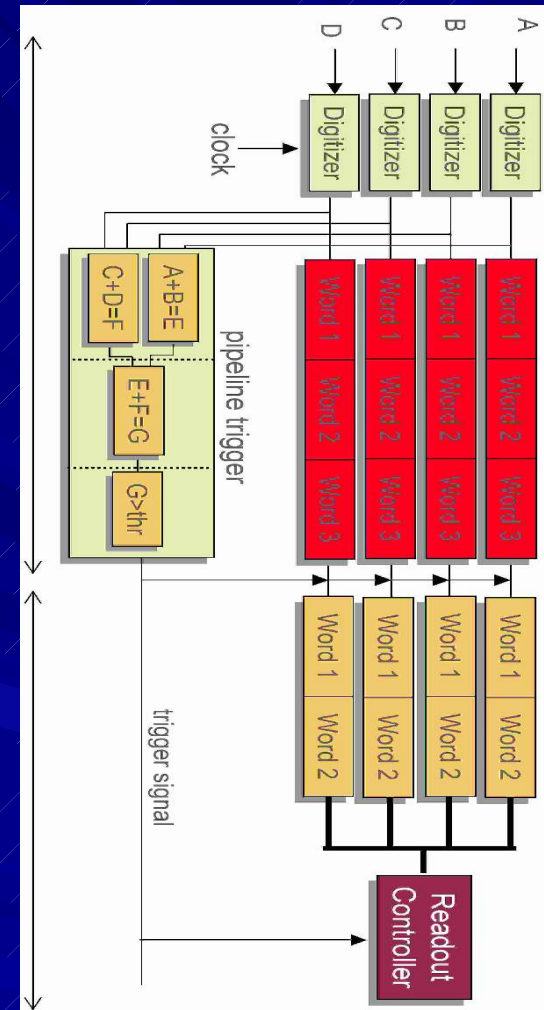 A
Digitizer
Word 1
Word 2
Word 3
Word 1
Word 2
B
Digitizer
Word 1
Word 2
Word 3
Word 1
Word 2
C
Digitizer
Word 1
Word 2
Word 3
Word 1
Word 2
D
Digitizer
Word 1
Word 2
Word 3
Word 1
Word 2
Readout
Controller
clock
pipeline trigger
A+B=E
C+D=F
E+F=G
G>thr
trigger signal